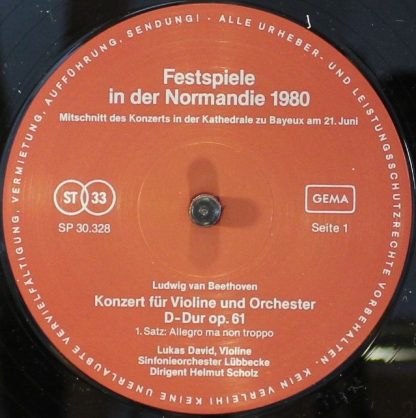 ALLE URHEBER- UND LEISTUNGSSCHUTZRECHTE VORBEHALTEN. KEIN VERLEIH! KEINE UNERLAUBTE VERVIELFÄLTIGUNG, VERMIETUNG, AUFFÜHRUNG, SENDUNG! -
Festspiele
in der Normandie 1980
Mitschnitt des Konzerts in der Kathedrale zu Bayeux am 21. Juni
ST 33
GEMA
SP 30.328
Seite 1
Ludwig van Beethoven
Konzert für Violine und Orchester
D-Dur op. 61
1. Satz: Allegro ma non troppo
Lukas David, Violine
Sinfonieorchester Lübbecke
Dirigent Helmut Scholz